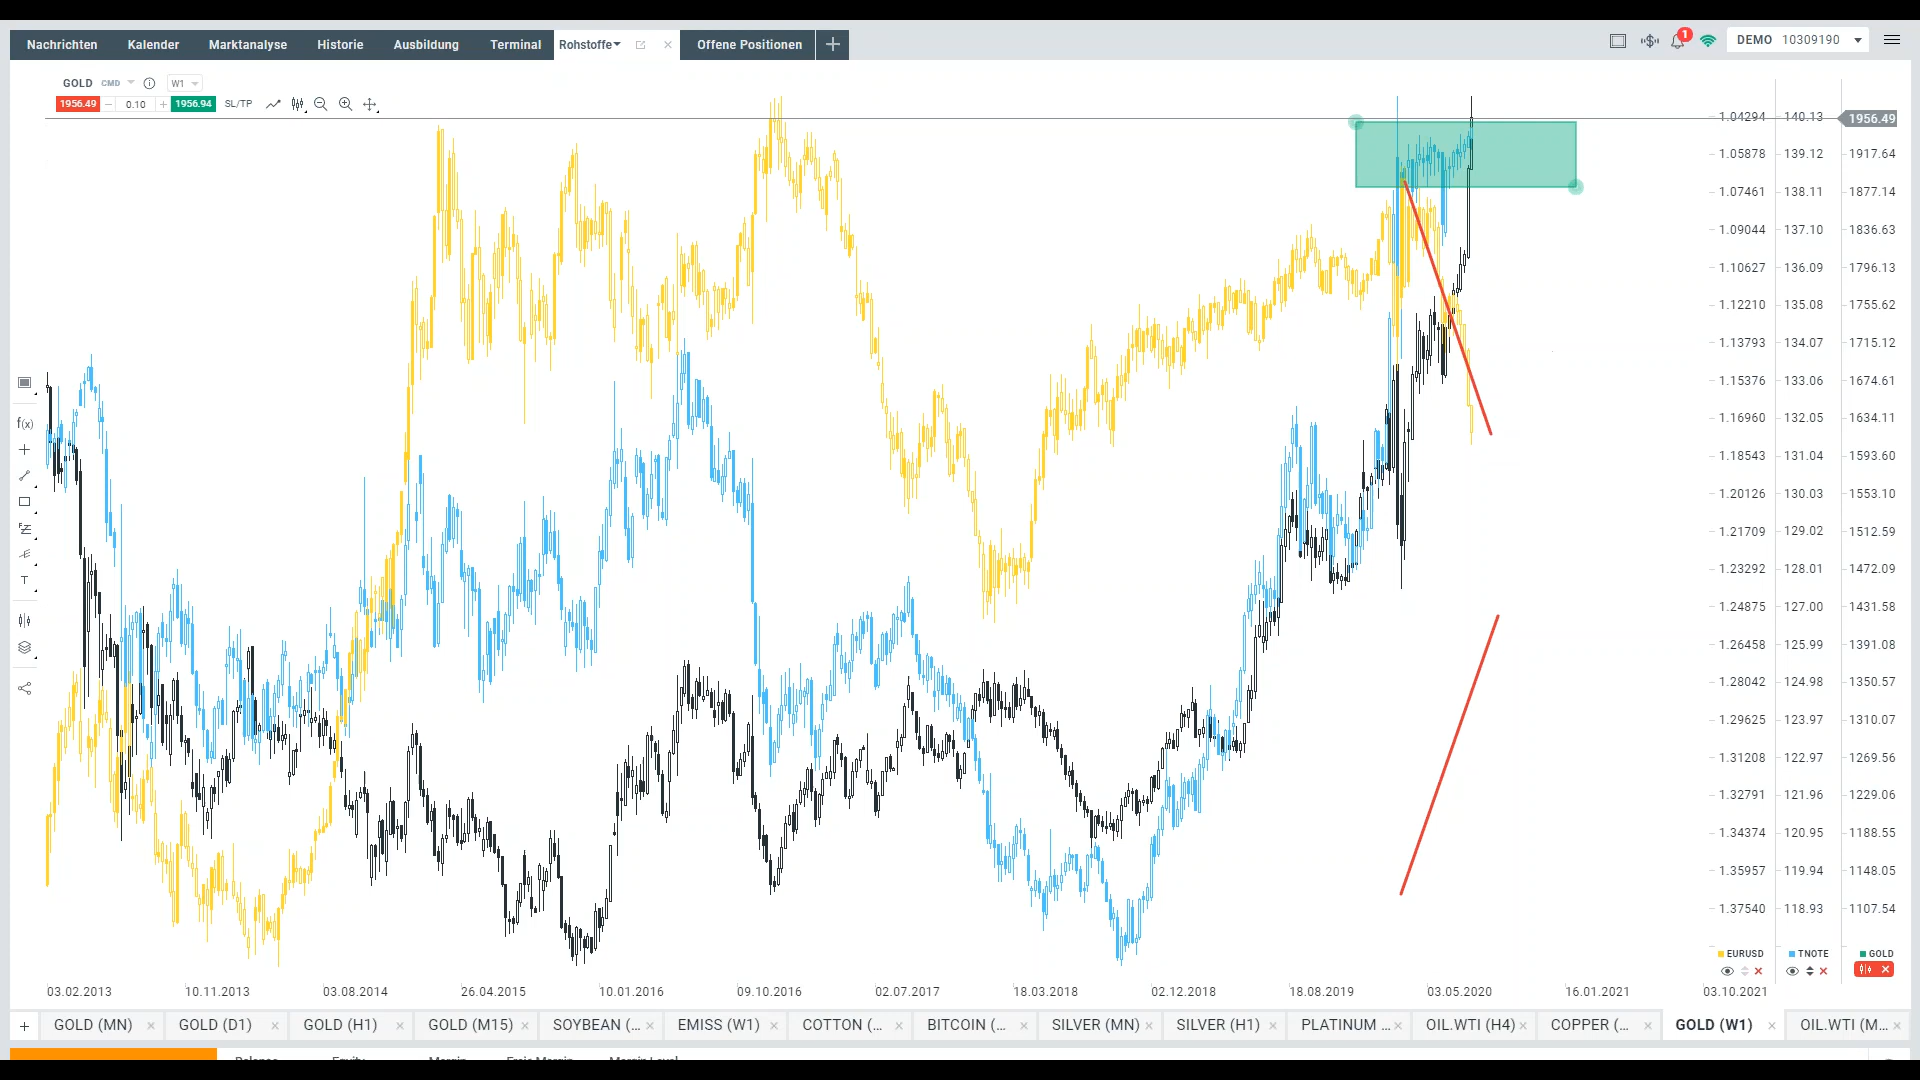 Nachrichten Kalender Marktanalyse Historie Ausbildung Terminal Rohstoffe Offene Positionen
1 DEMO 10309190
GOLD CMD W1
1956.49 0.10 1956.94 SL/TP
1.04294 140.13 1956.49
1.05878 139.12 1917.64
1.07461 138.11 1877.14
1.09044 137.10 1836.63
1.10627 136.09 1796.13
1.12210 135.08 1755.62
1.13793 134.07 1715.12
1.15376 133.06 1674.61
1.16960 132.05 1634.11
1.18543 131.04 1593.60
1.20126 130.03 1553.10
1.21709 129.02 1512.59
1.23292 128.01 1472.09
1.24875 127.00 1431.58
1.26458 125.99 1391.08
1.28042 124.98 1350.57
1.29625 123.97 1310.07
1.31208 122.97 1269.56
1.32791 121.96 1229.06
1.34374 120.95 1188.55
1.35957 119.94 1148.05
1.37540 118.93 1107.54
f(x)
T
EURUSD TNOTE GOLD
03.02.2013 10.11.2013 03.08.2014 26.04.2015 10.01.2016 09.10.2016 02.07.2017 18.03.2018 02.12.2018 18.08.2019 03.05.2020 16.01.2021 03.10.2021
GOLD (MN) GOLD (D1) GOLD (H1) GOLD (M15) SOYBEAN (... EMISS (W1) COTTON (... BITCOIN (... SILVER (MN) SILVER (H1) PLATINUM ... OIL.WTI (H4) COPPER (... GOLD (W1) OIL.WTI (M...
Balance Equity Margin Free Margin Margin Level